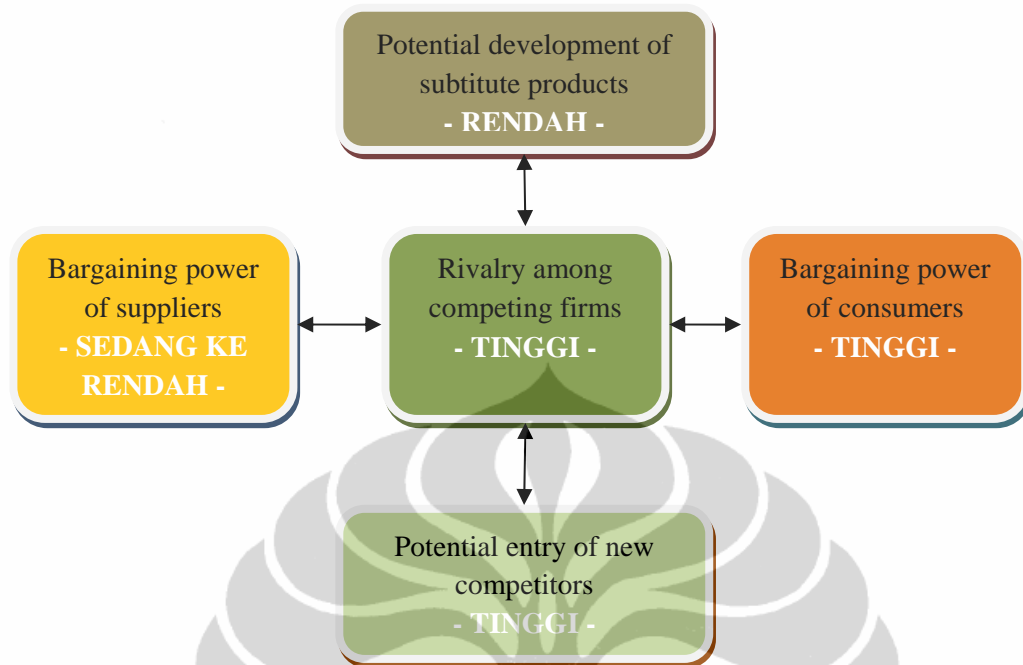 Potential development of
subtitute products
- RENDAH -
Bargaining power
of suppliers
- SEDANG KE
RENDAH -
Rivalry among
competing firms
- TINGGI -
Bargaining power
of consumers
- TINGGI -
Potential entry of new
competitors
- TINGGI -